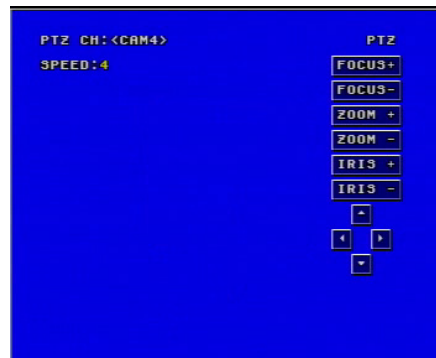 PTZ CH:<CAM4>
SPEED:4
PTZ
FOCUS+
FOCUS-
ZOOM +
ZOOM -
IRIS +
IRIS -